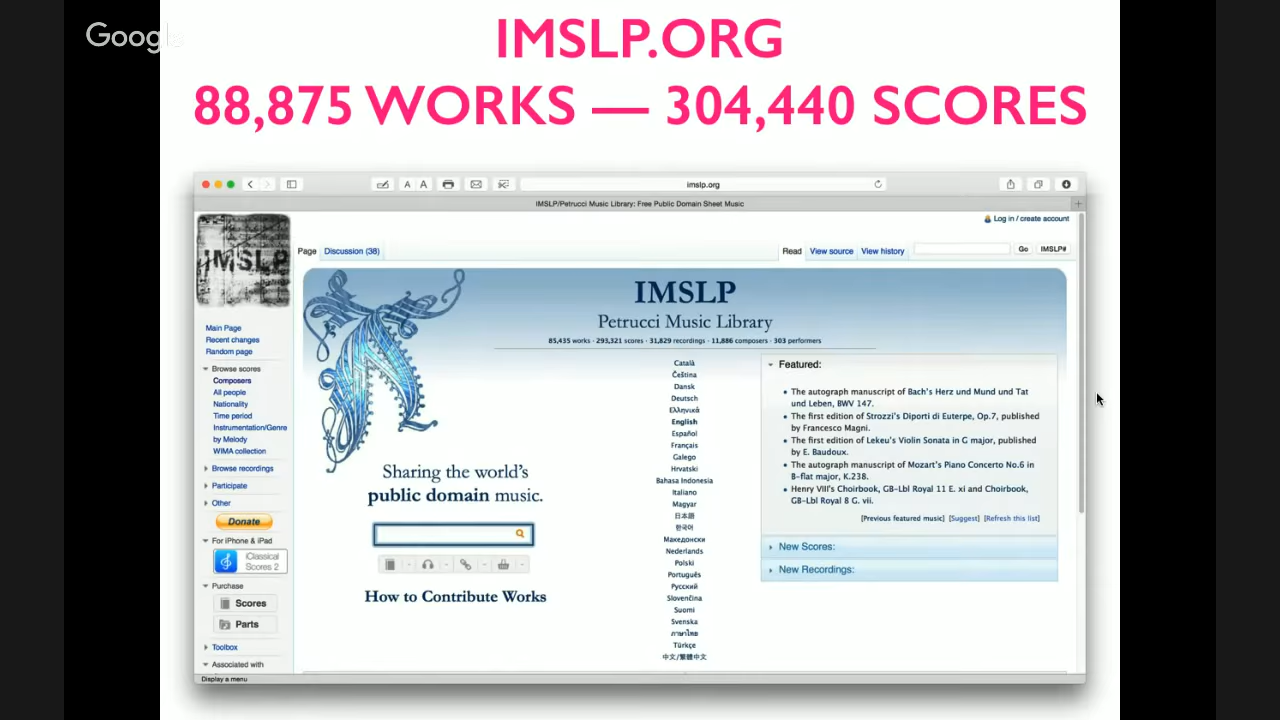 Google
IMSLP.ORG
88,875 WORKS — 304,440 SCORES
A A
imslp.org
IMSLP/Petrucci Music Library: Free Public Domain Sheet Music
Log in / create account
IMSLP
Page Discussion (38)
Read View source View history
Go IMSLP#
Main Page
Recent changes
Random page
Browse scores
Composers
All people
Nationality
Time period
Instrumentation/Genre
by Melody
WIMA collection
Browse recordings
Participate
Other
Donate
For iPhone & iPad
iClassical
Scores 2
Purchase
Scores
Parts
Toolbox
Associated with
Display a menu
IMSLP
Petrucci Music Library
85,435 works · 293,321 scores · 31,829 recordings · 11,886 composers · 303 performers
Sharing the world's
public domain music.
How to Contribute Works
Català
Čeština
Dansk
Deutsch
Ελληνικά
English
Español
Français
Galego
Hrvatski
Bahasa Indonesia
Italiano
Magyar
日本語
한국어
Македонски
Nederlands
Polski
Português
Русский
Slovenčina
Suomi
Svenska
ภาษาไทย
Türkçe
中文/繁體中文
Featured:
The autograph manuscript of Bach's Herz und Mund und Tat
und Leben, BWV 147.
The first edition of Strozzi's Diporti di Euterpe, Op.7, published
by Francesco Magni.
The first edition of Lekeu's Violin Sonata in G major, published
by E. Baudoux.
The autograph manuscript of Mozart's Piano Concerto No.6 in
B-flat major, K.238.
Henry VIII's Choirbook, GB-Lbl Royal 11 E. xi and Choirbook,
GB-Lbl Royal 8 G. vii.
[Previous featured music] [Suggest] [Refresh this list]
New Scores:
New Recordings: